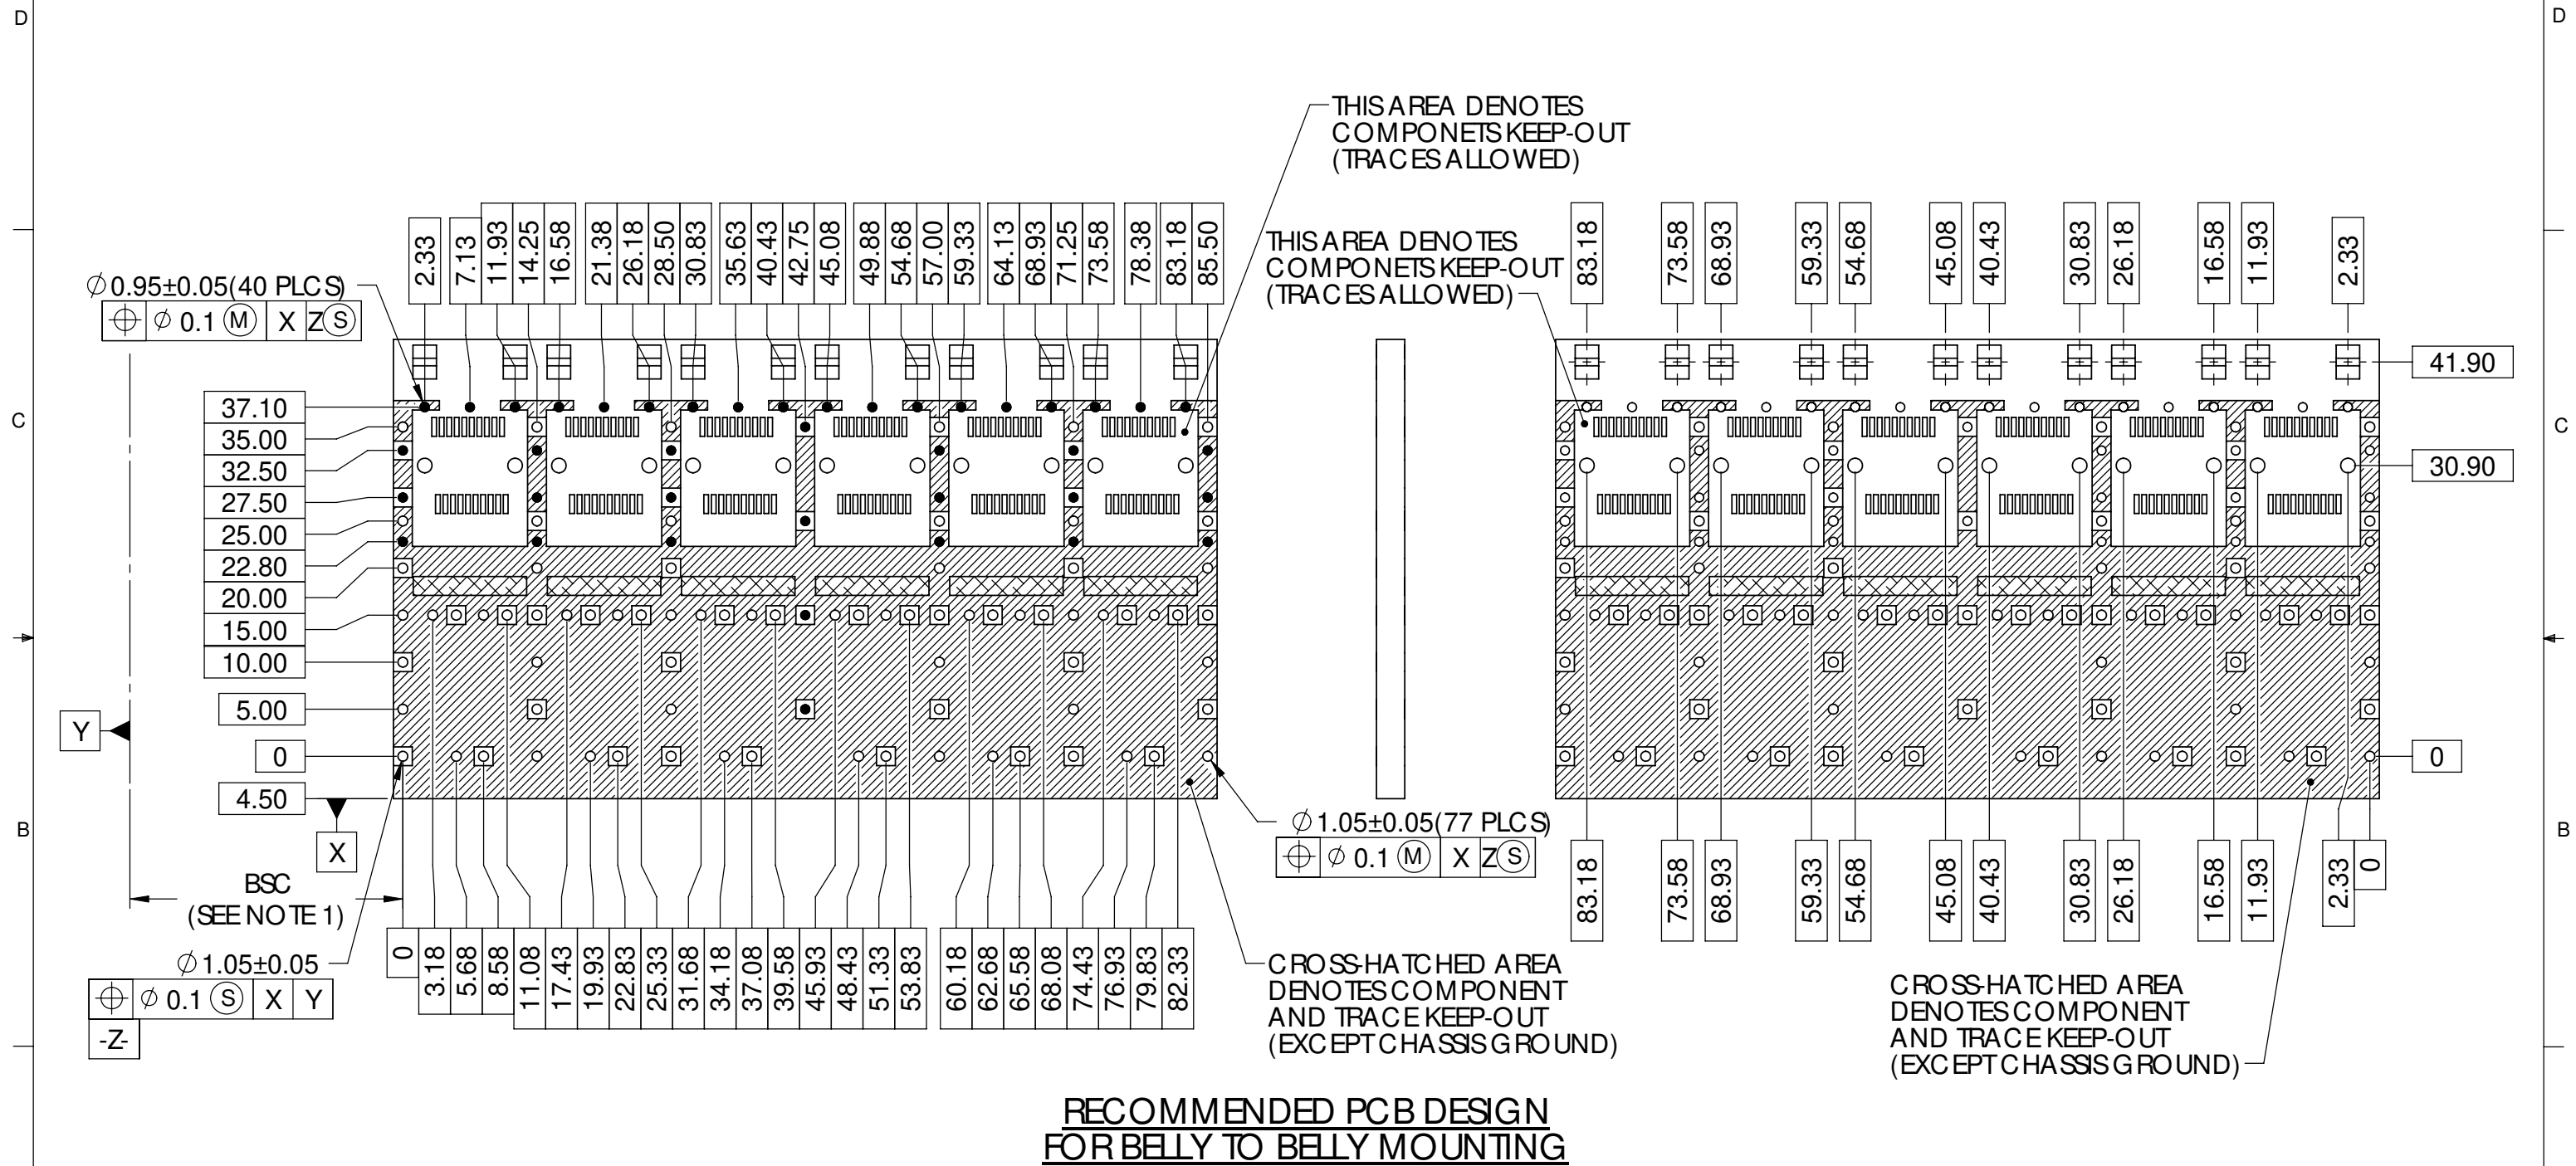 D
D
THIS AREA DENOTES
COMPONETS KEEP-OUT
(TRACES ALLOWED)
THIS AREA DENOTES
COMPONETS KEEP-OUT
(TRACES ALLOWED)
2.33
7.13
11.93
14.25
16.58
21.38
26.18
28.50
30.83
35.63
40.43
42.75
45.08
49.88
54.68
57.00
59.33
64.13
68.93
71.25
73.58
78.38
83.18
85.50
83.18
73.58
68.93
59.33
54.68
45.08
40.43
30.83
26.18
16.58
11.93
2.33
∅ 0.95±0.05(40 PLCS)
⌖ ∅ 0.1 Ⓜ X Z Ⓢ
41.90
30.90
0
C
C
37.10
35.00
32.50
27.50
25.00
22.80
20.00
15.00
10.00
5.00
0
4.50
Y
X
B
B
BSC
(SEE NOTE 1)
∅ 1.05±0.05
⌖ ∅ 0.1 Ⓢ X Y
-Z-
∅ 1.05±0.05(77 PLCS)
⌖ ∅ 0.1 Ⓜ X Z Ⓢ
0
3.18
5.68
8.58
11.08
17.43
19.93
22.83
25.33
31.68
34.18
37.08
39.58
45.93
48.43
51.33
53.83
60.18
62.68
65.58
68.08
74.43
76.93
79.83
82.33
83.18
73.58
68.93
59.33
54.68
45.08
40.43
30.83
26.18
16.58
11.93
2.33
0
CROSS-HATCHED AREA
DENOTES COMPONENT
AND TRACE KEEP-OUT
(EXCEPT CHASSIS GROUND)
CROSS-HATCHED AREA
DENOTES COMPONENT
AND TRACE KEEP-OUT
(EXCEPT CHASSIS GROUND)
RECOMMENDED PCB DESIGN
FOR BELLY TO BELLY MOUNTING